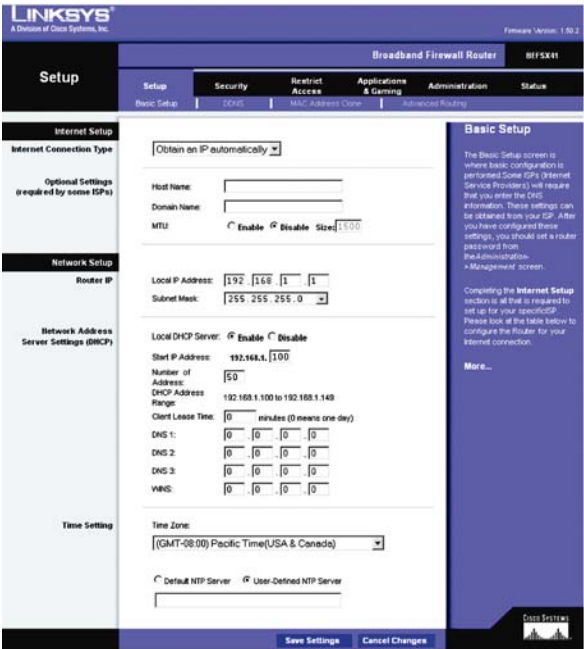 LINKSYS®
A Division of Cisco Systems, Inc.
Firmware Version: 1.50.2
Broadband Firewall Router BEFSX41
Setup
Setup Security Restrict Access Applications & Gaming Administration Status
Basic Setup | DDNS | MAC Address Clone | Advanced Routing
Internet Setup
Internet Connection Type
Obtain an IP automatically
Optional Settings
(required by some ISPs)
Host Name:
Domain Name:
MTU: Enable Disable Size: 1500
Network Setup
Router IP
Local IP Address: 192 . 168 . 1 . 1
Subnet Mask: 255.255.255.0
Network Address
Server Settings (DHCP)
Local DHCP Server: Enable Disable
Start IP Address: 192.168.1. 100
Number of
Address: 50
DHCP Address
Range: 192.168.1.100 to 192.168.1.149
Client Lease Time: 0 minutes (0 means one day)
DNS 1: 0 . 0 . 0 . 0
DNS 2: 0 . 0 . 0 . 0
DNS 3: 0 . 0 . 0 . 0
WINS: 0 . 0 . 0 . 0
Time Setting
Time Zone:
(GMT-08:00) Pacific Time(USA & Canada)
Default NTP Server User-Defined NTP Server
Save Settings Cancel Changes
Basic Setup
The Basic Setup screen is
where basic configuration is
performed.Some ISPs (Internet
Service Providers) will require
that you enter the DNS
information. These settings can
be obtained from your ISP. After
you have configured these
settings, you should set a router
password from
theAdministration-
>Management screen.
Completing the Internet Setup
section is all that is required to
set up for your specificISP.
Please look at the table below to
configure the Router for your
Internet connection.
More...
CISCO SYSTEMS